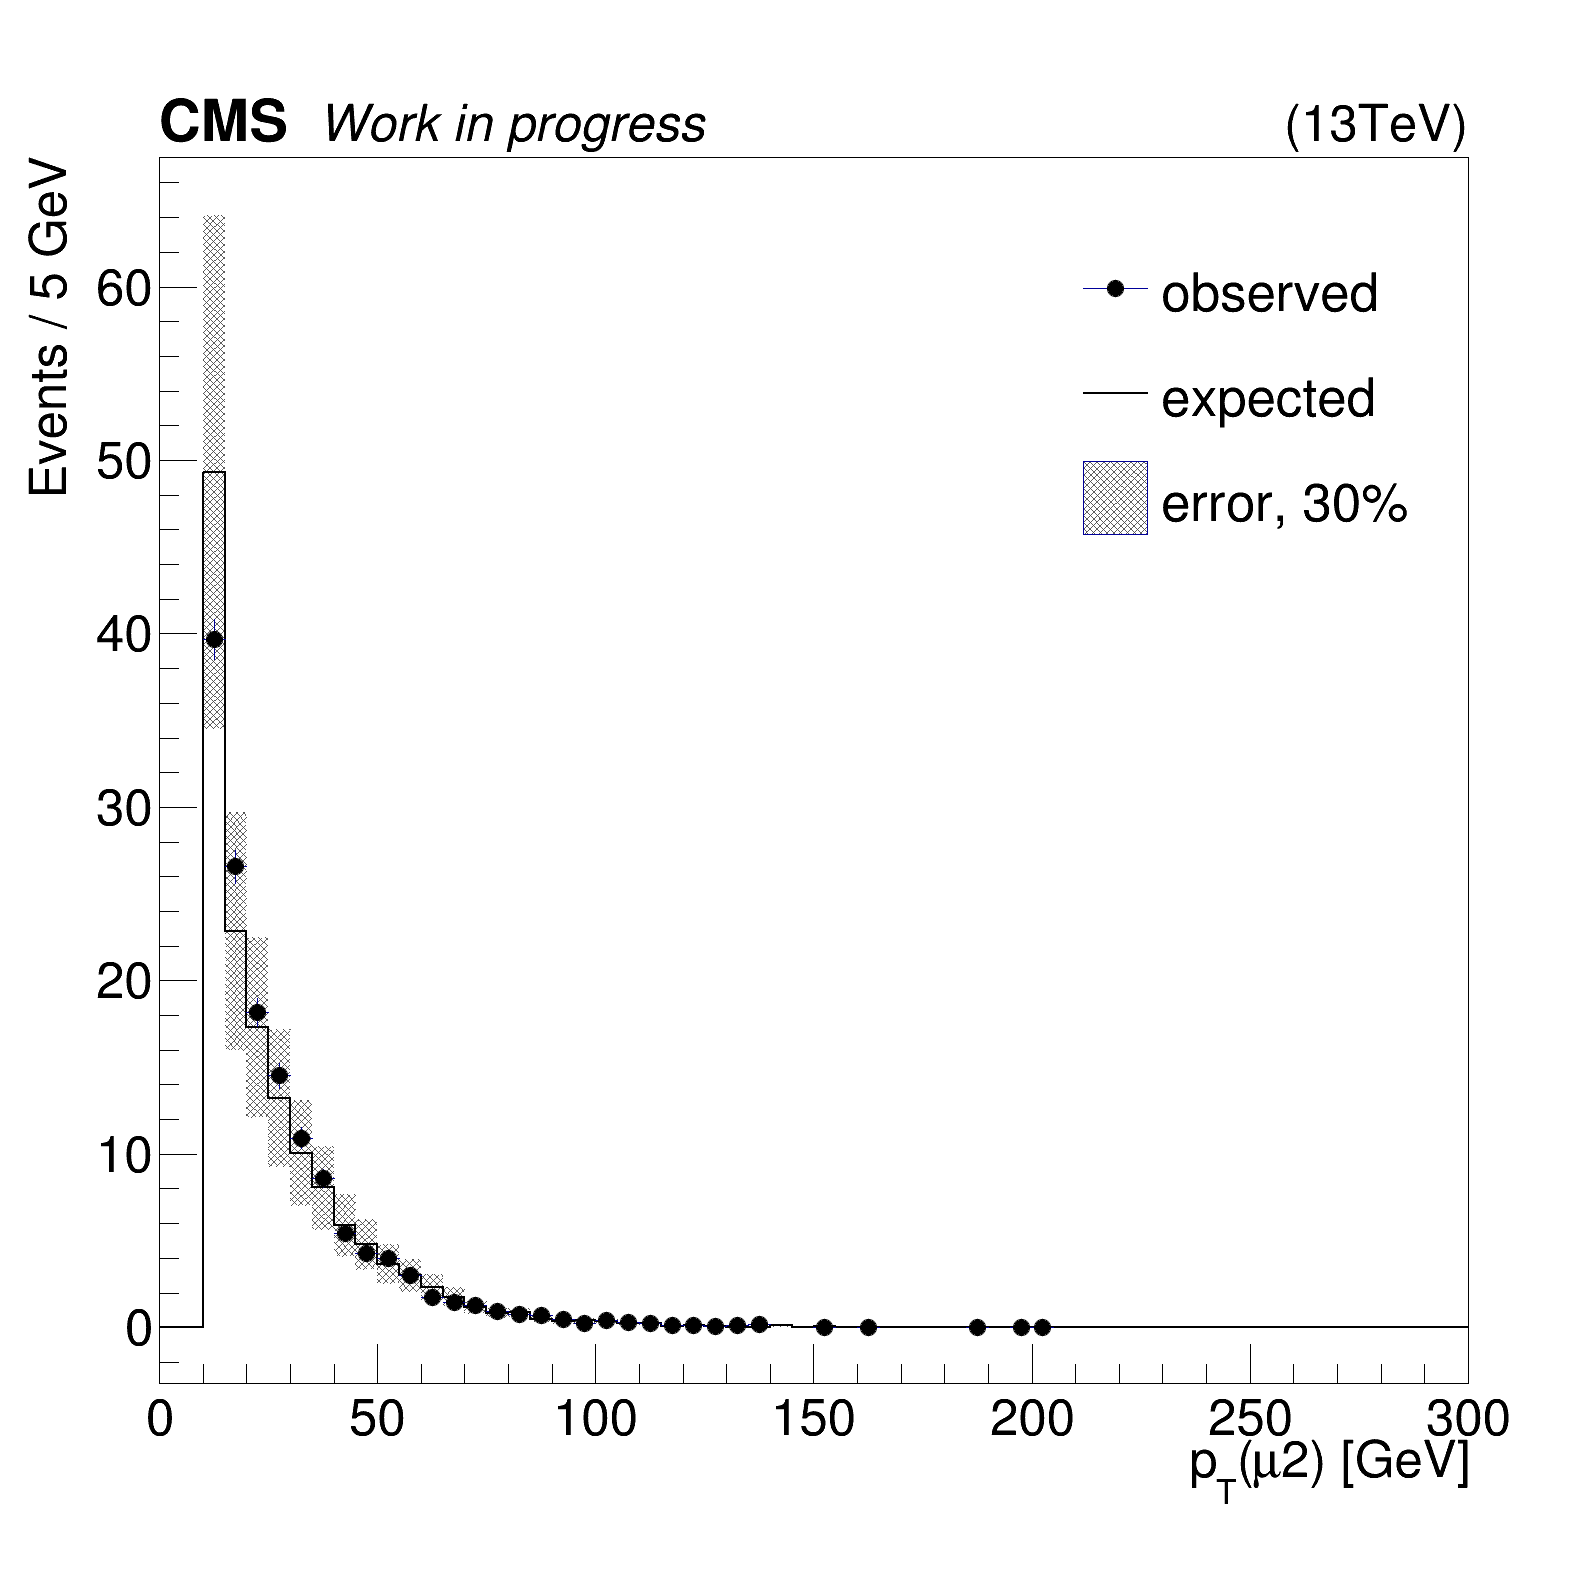 CMS Work in progress (13TeV)
Events / 5 GeV
60
50
40
30
20
10
0
observed
expected
error, 30%
0 50 100 150 200 250 300
pT(μ2) [GeV]